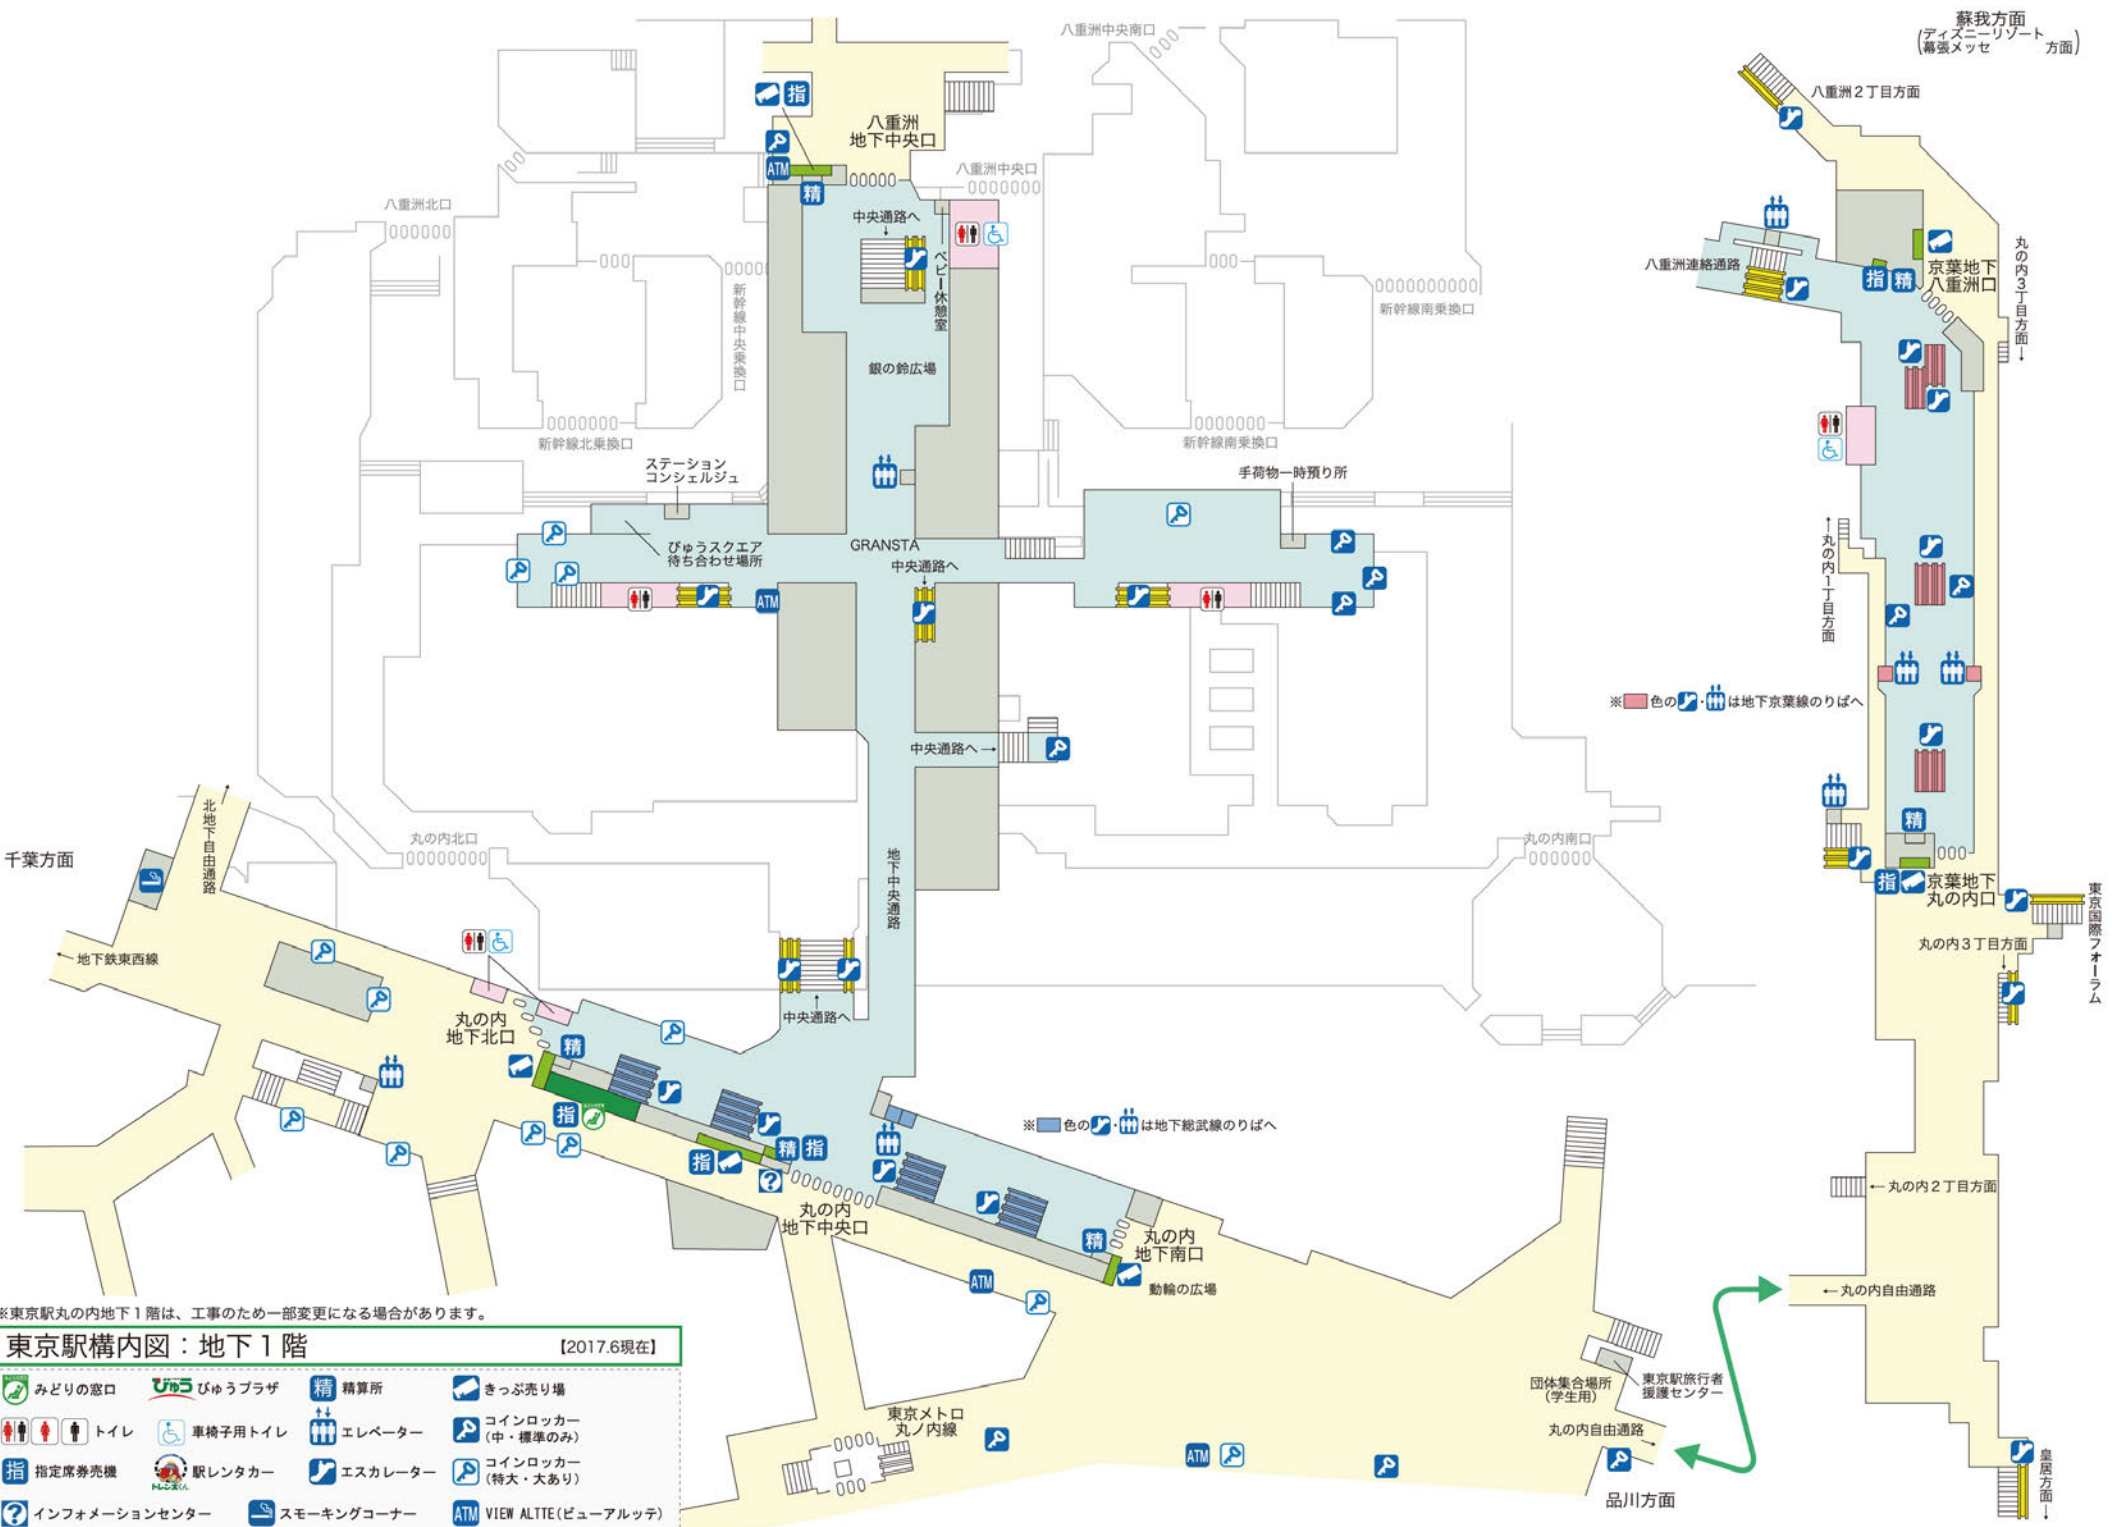 蘇我方面
(ディズニーリゾート
幕張メッセ 方面)
八重洲中央南口
八重洲2丁目方面
指
八重洲
地下中央口
ATM
精
八重洲中央口
八重洲北口
中央通路へ
ベビー休憩室
新幹線中央乗換口
新幹線南乗換口
銀の鈴広場
新幹線北乗換口
新幹線南乗換口
八重洲連絡通路
指 精
京葉地下
八重洲口
丸の内3丁目方面→
ステーション
コンシェルジュ
手荷物一時預り所
びゅうスクエア
待ち合わせ場所
GRANSTA
中央通路へ
ATM
←丸の内1丁目方面
※色の・は地下京葉線のりばへ
中央通路へ→
北地下自由通路
丸の内北口
地下中央通路
丸の内南口
千葉方面
精
指
京葉地下
丸の内口
東京国際フォーラム
丸の内3丁目方面
←地下鉄東西線
丸の内
地下北口
精
中央通路へ
指
指
精 指
丸の内
地下中央口
※色の・は地下総武線のりばへ
精
丸の内
地下南口
動輪の広場
ATM
←丸の内2丁目方面
←丸の内自由通路
団体集合場所
(学生用)
東京駅旅行者
援護センター
丸の内自由通路
→
東京メトロ
丸ノ内線
ATM
品川方面
皇居方面→
※東京駅丸の内地下1階は、工事のため一部変更になる場合があります。
東京駅構内図：地下1階 【2017.6現在】
みどりの窓口
びゅう びゅうプラザ
精 精算所
きっぷ売り場
トイレ
車椅子用トイレ
エレベーター
コインロッカー
(中・標準のみ)
指 指定席券売機
駅レンタカー
エスカレーター
コインロッカー
(特大・大あり)
? インフォメーションセンター
スモーキングコーナー
ATM VIEW ALTTE(ビューアルッテ)